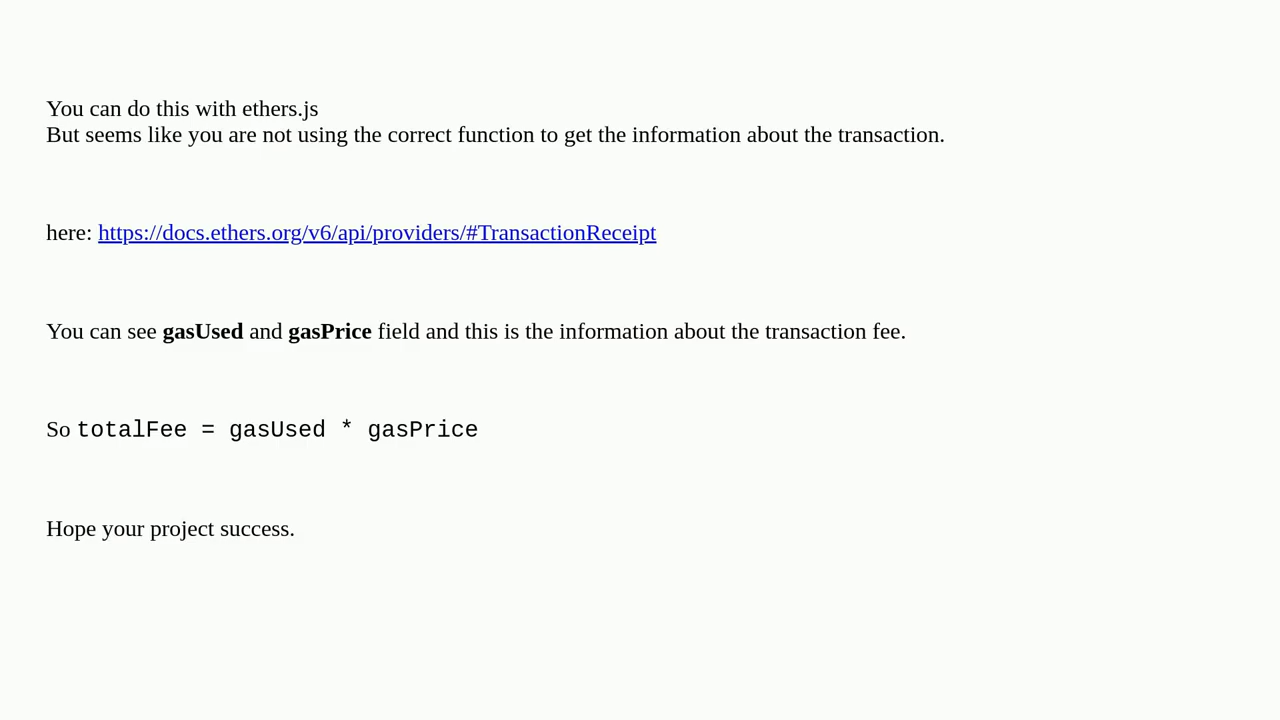 You can do this with ethers.js
But seems like you are not using the correct function to get the information about the transaction.
here: https://docs.ethers.org/v6/api/providers/#TransactionReceipt
You can see gasUsed and gasPrice field and this is the information about the transaction fee.
So totalFee = gasUsed * gasPrice
Hope your project success.